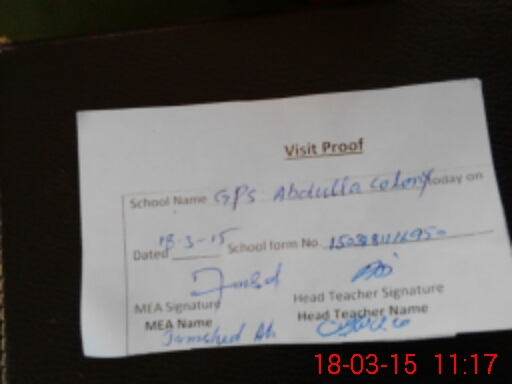 Visit Proof
School Name GPS Abdulla Colony today on
Dated 18-3-15 School form No
MEA Signature Head Teacher Signature
MEA Name Head Teacher Name
Jamshed
18-03-15 11:17